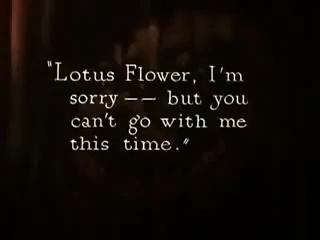 "Lotus Flower, I'm
sorry –– but you
can't go with me
this time."